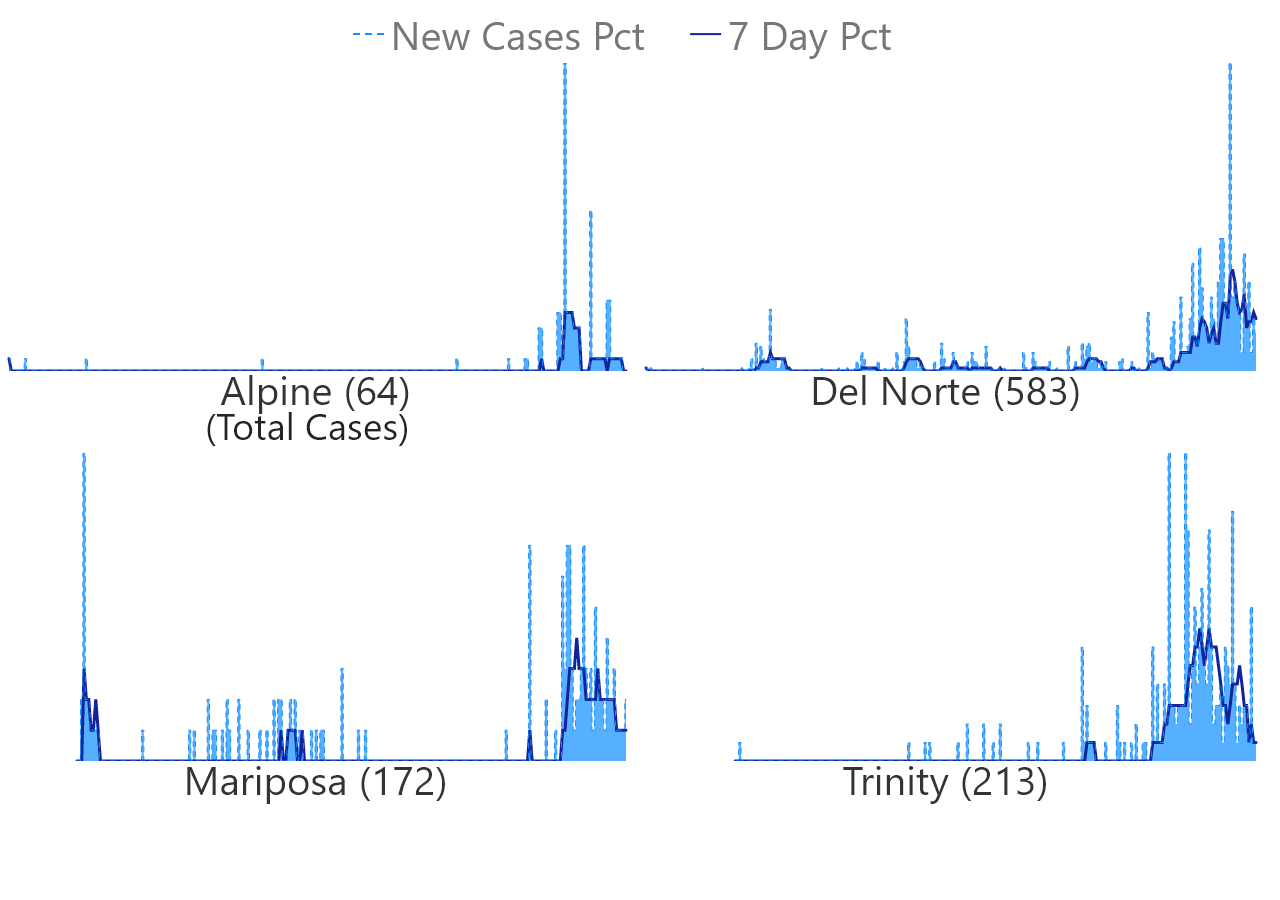 New Cases Pct 7 Day Pct
Alpine (64)
(Total Cases)
Del Norte (583)
Mariposa (172)
Trinity (213)